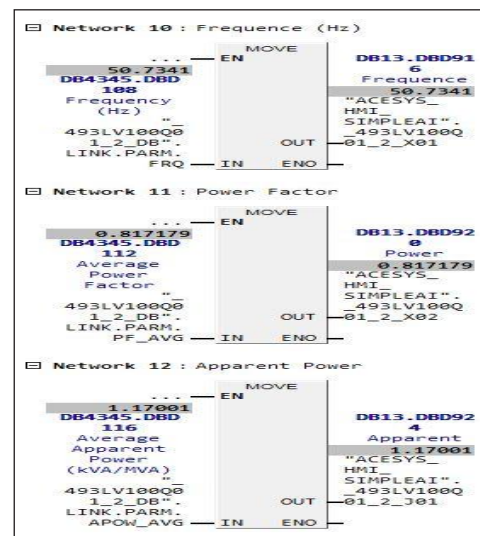 Network 10 : Frequence (Hz)
MOVE
. . . EN
50.7341
DB4345.DBD
108
Frequency
(Hz)
"_
493LV100Q0
1_2_DB".
LINK.PARM.
FRQ IN
DB13.DBD91
6
Frequence
50.7341
"ACESYS_
HMI_
SIMPLEAI".
_493LV100Q
OUT 01_2_X01
ENO
Network 11 : Power Factor
MOVE
. . . EN
0.817179
DB4345.DBD
112
Average
Power
Factor
"_
493LV100Q0
1_2_DB".
LINK.PARM.
PF_AVG IN
DB13.DBD92
0
Power
0.817179
"ACESYS_
HMI_
SIMPLEAI".
_493LV100Q
OUT 01_2_X02
ENO
Network 12 : Apparent Power
MOVE
. . . EN
1.17001
DB4345.DBD
116
Average
Apparent
Power
(kVA/MVA)
"_
493LV100Q0
1_2_DB".
LINK.PARM.
APOW_AVG IN
DB13.DBD92
4
Apparent
1.17001
"ACESYS_
HMI_
SIMPLEAI".
_493LV100Q
OUT 01_2_J01
ENO